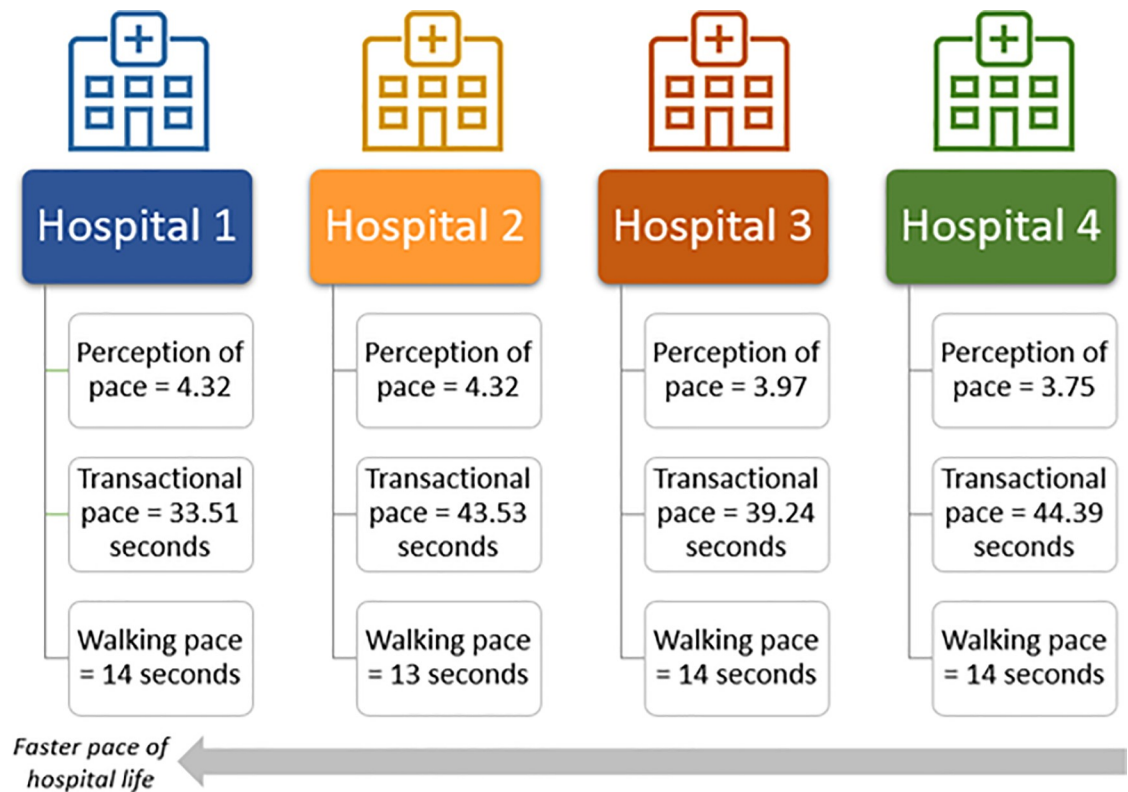 Hospital 1
Perception of
pace = 4.32
Transactional
pace = 33.51
seconds
Walking pace
= 14 seconds
Hospital 2
Perception of
pace = 4.32
Transactional
pace = 43.53
seconds
Walking pace
= 13 seconds
Hospital 3
Perception of
pace = 3.97
Transactional
pace = 39.24
seconds
Walking pace
= 14 seconds
Hospital 4
Perception of
pace = 3.75
Transactional
pace = 44.39
seconds
Walking pace
= 14 seconds
Faster pace of
hospital life